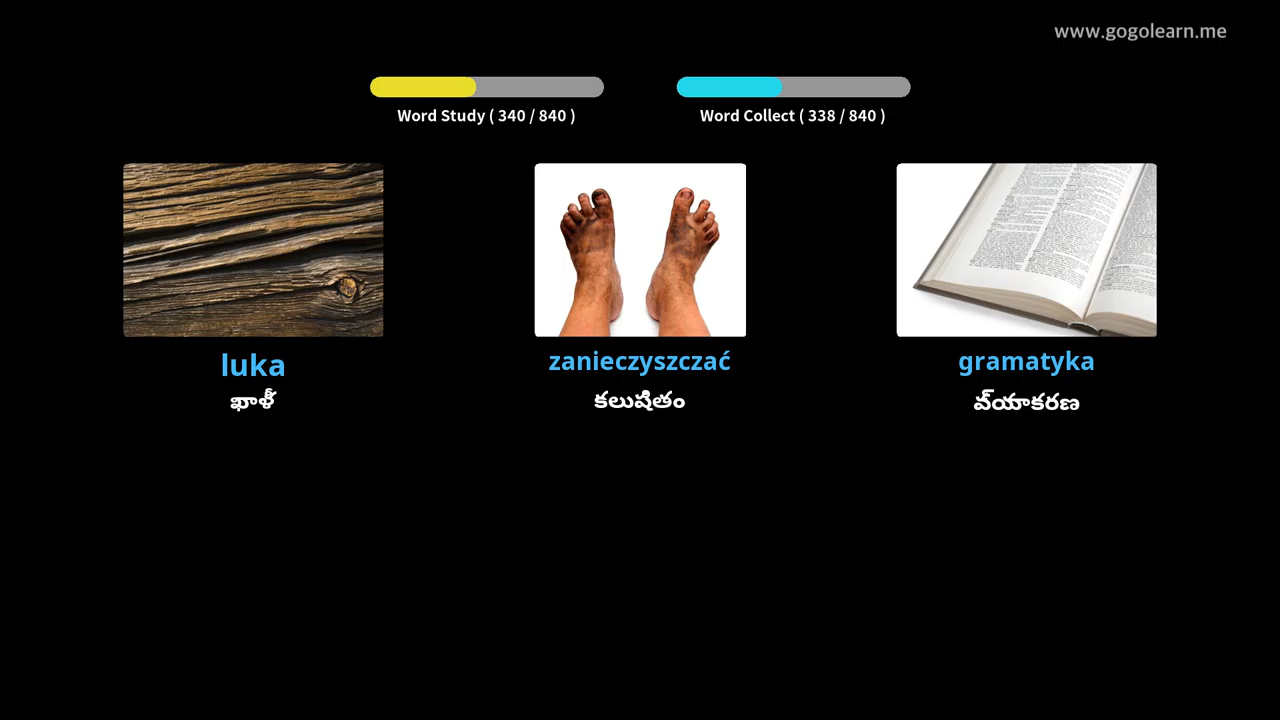 www.gogolearn.me
Word Study ( 340 / 840 )
Word Collect ( 338 / 840 )
luka
ఖాళీ
zanieczyszczać
కలుషితం
gramatyka
వ్యాకరణ